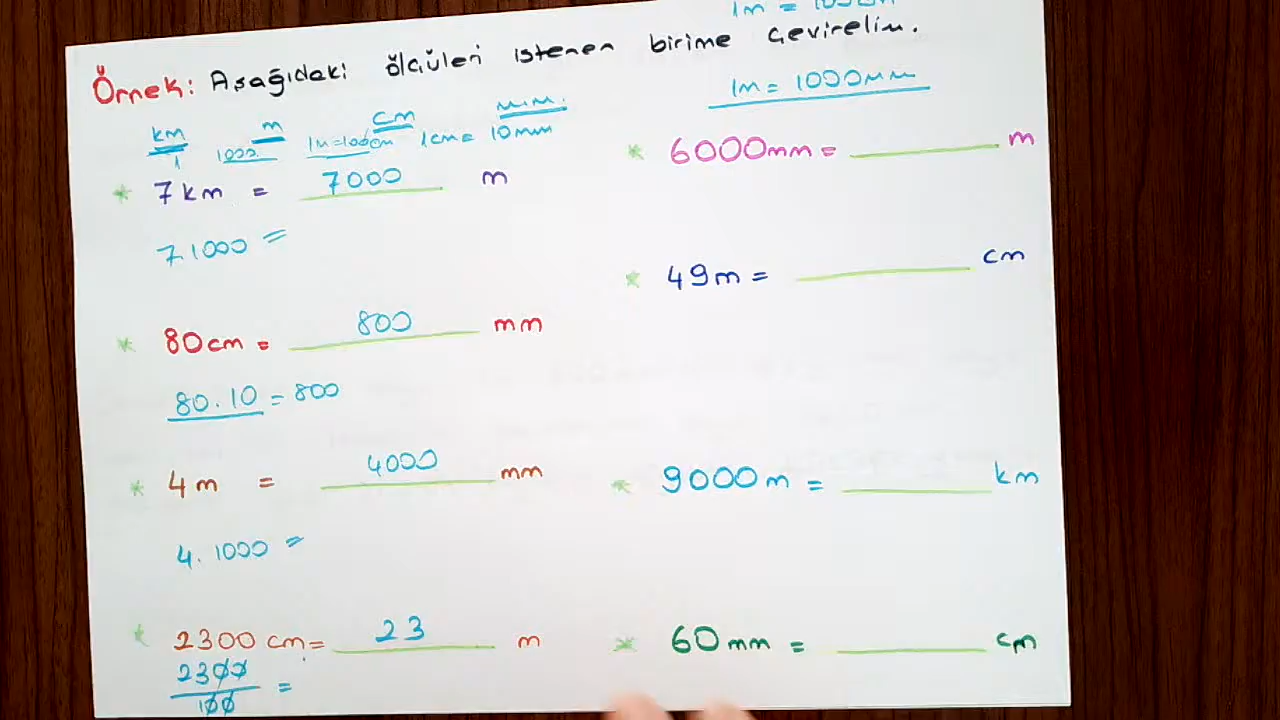 Örnek: Aşağıdaki ölçüleri istenen birime çevirelim.
km m cm mm.
1 1000 1m=100cm 1cm= 10mm
* 7km = 7000 m
7.1000 =
* 80cm = 800 mm
80.10 = 800
* 4m = 4000 mm
4.1000 =
* 2300 cm= 23 m
2300
100 =
1m = 1000mm
* 6000mm = m
* 49m = cm
* 9000m = km
* 60mm = cm